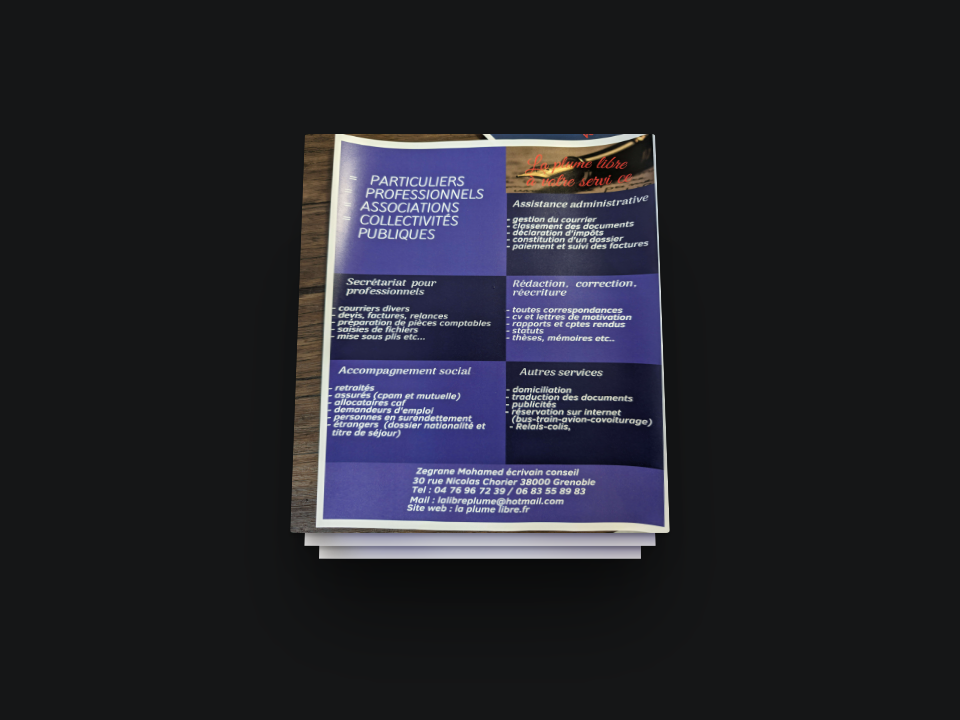 PARTICULIERS
PROFESSIONNELS
ASSOCIATIONS
COLLECTIVITÉS
PUBLIQUES
La plume libre
à votre servi ce
Assistance administrative
- gestion du courrier
- classement des documents
- déclaration d'impôts
- constitution d'un dossier
- paiement et suivi des factures
Secrétariat pour
professionnels
- courriers divers
- devis, factures, relances
- préparation de pièces comptables
- saisies de fichiers
- mise sous plis etc...
Rédaction, correction,
réecriture
- toutes correspondances
- cv et lettres de motivation
- rapports et cptes rendus
- statuts
- thèses, mémoires etc..
Accompagnement social
- retraités
- assurés (cpam et mutuelle)
- allocataires caf
- demandeurs d'emploi
- personnes en surendettement
- étrangers (dossier nationalité et
titre de séjour)
Autres services
- domiciliation
- traduction des documents
- publicités
- réservation sur internet
(bus-train-avion-covoiturage)
- Relais-colis,
Zegrane Mohamed écrivain conseil
30 rue Nicolas Chorier 38000 Grenoble
Tel : 04 76 96 72 39 / 06 83 55 89 83
Mail : lalibreplume@hotmail.com
Site web : la plume libre.fr